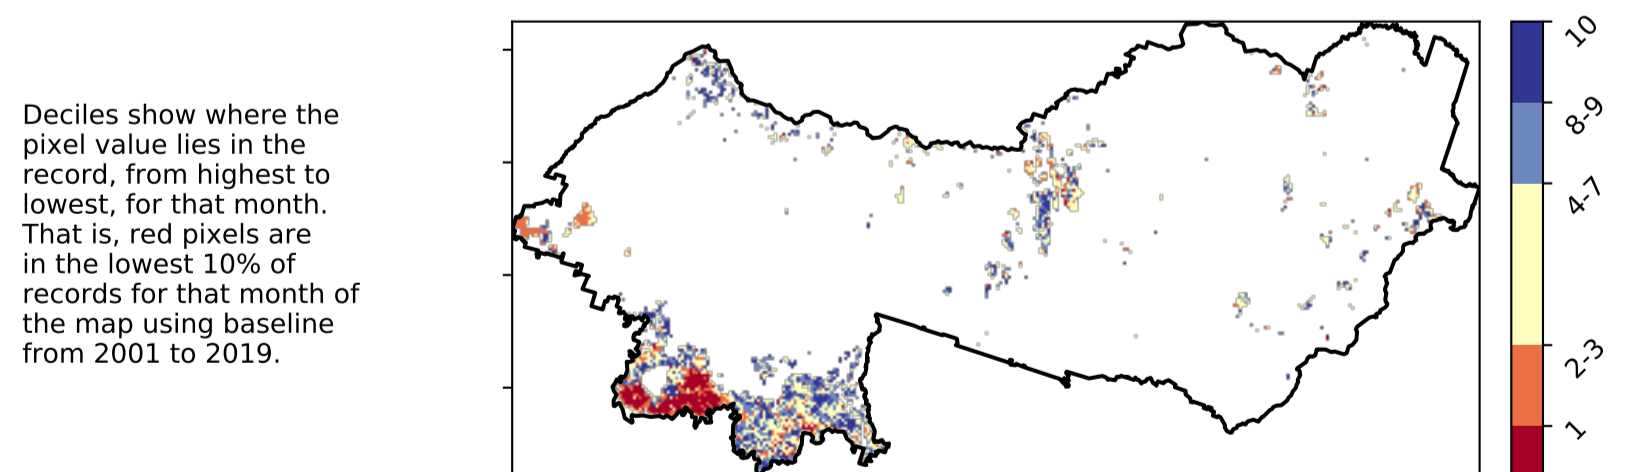 Deciles show where the
pixel value lies in the
record, from highest to
lowest, for that month.
That is, red pixels are
in the lowest 10% of
records for that month of
the map using baseline
from 2001 to 2019.
10
8-9
4-7
2-3
1